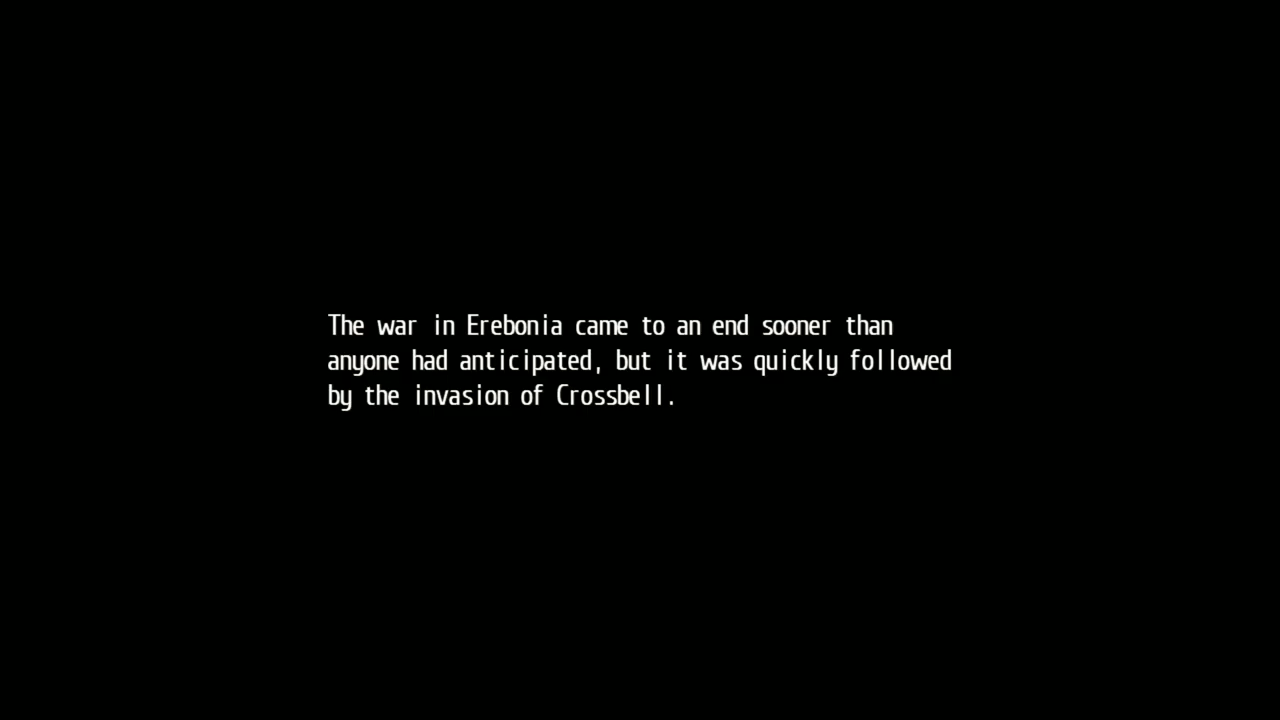 The war in Erebonia came to an end sooner than
anyone had anticipated, but it was quickly followed
by the invasion of Crossbell.